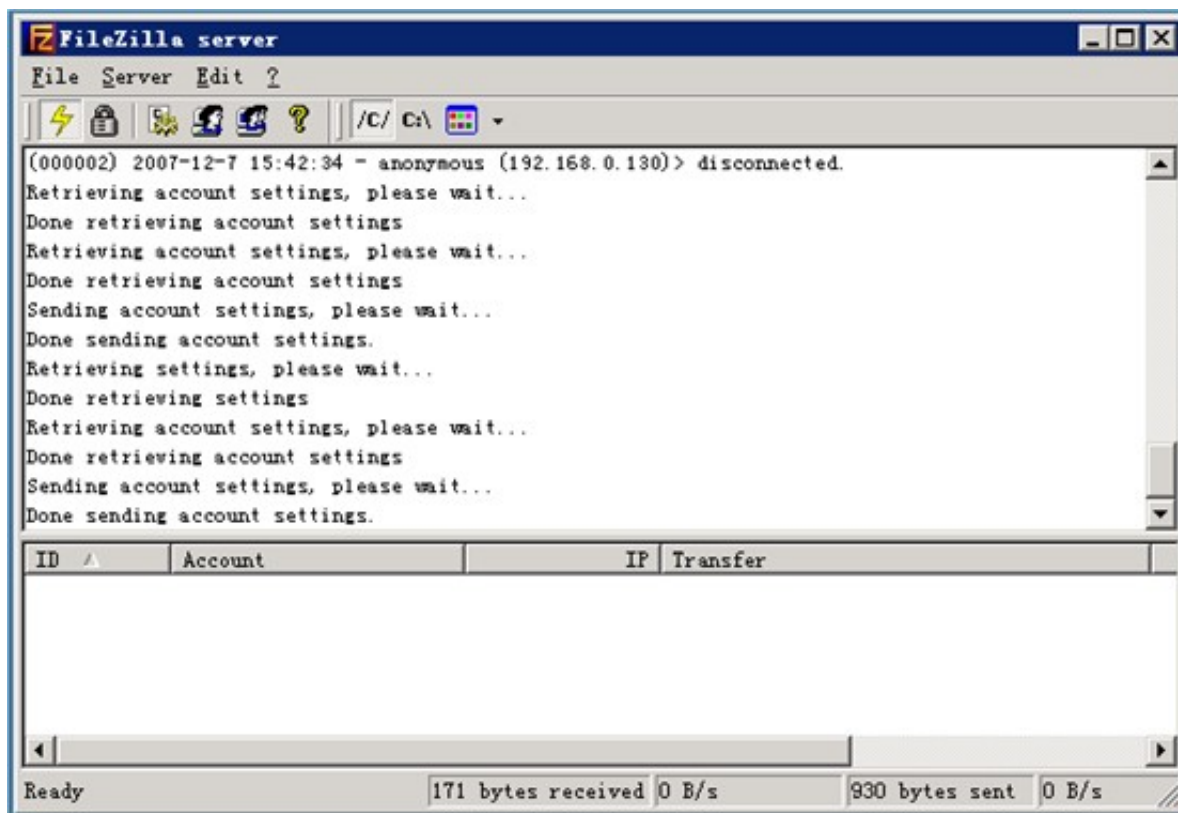 FileZilla server
File Server Edit ?
/C/ C:\
(000002) 2007-12-7 15:42:34 - anonymous (192.168.0.130)> disconnected.
Retrieving account settings, please wait...
Done retrieving account settings
Retrieving account settings, please wait...
Done retrieving account settings
Sending account settings, please wait...
Done sending account settings.
Retrieving settings, please wait...
Done retrieving settings
Retrieving account settings, please wait...
Done retrieving account settings
Sending account settings, please wait...
Done sending account settings.
ID Account IP Transfer
Ready 171 bytes received 0 B/s 930 bytes sent 0 B/s